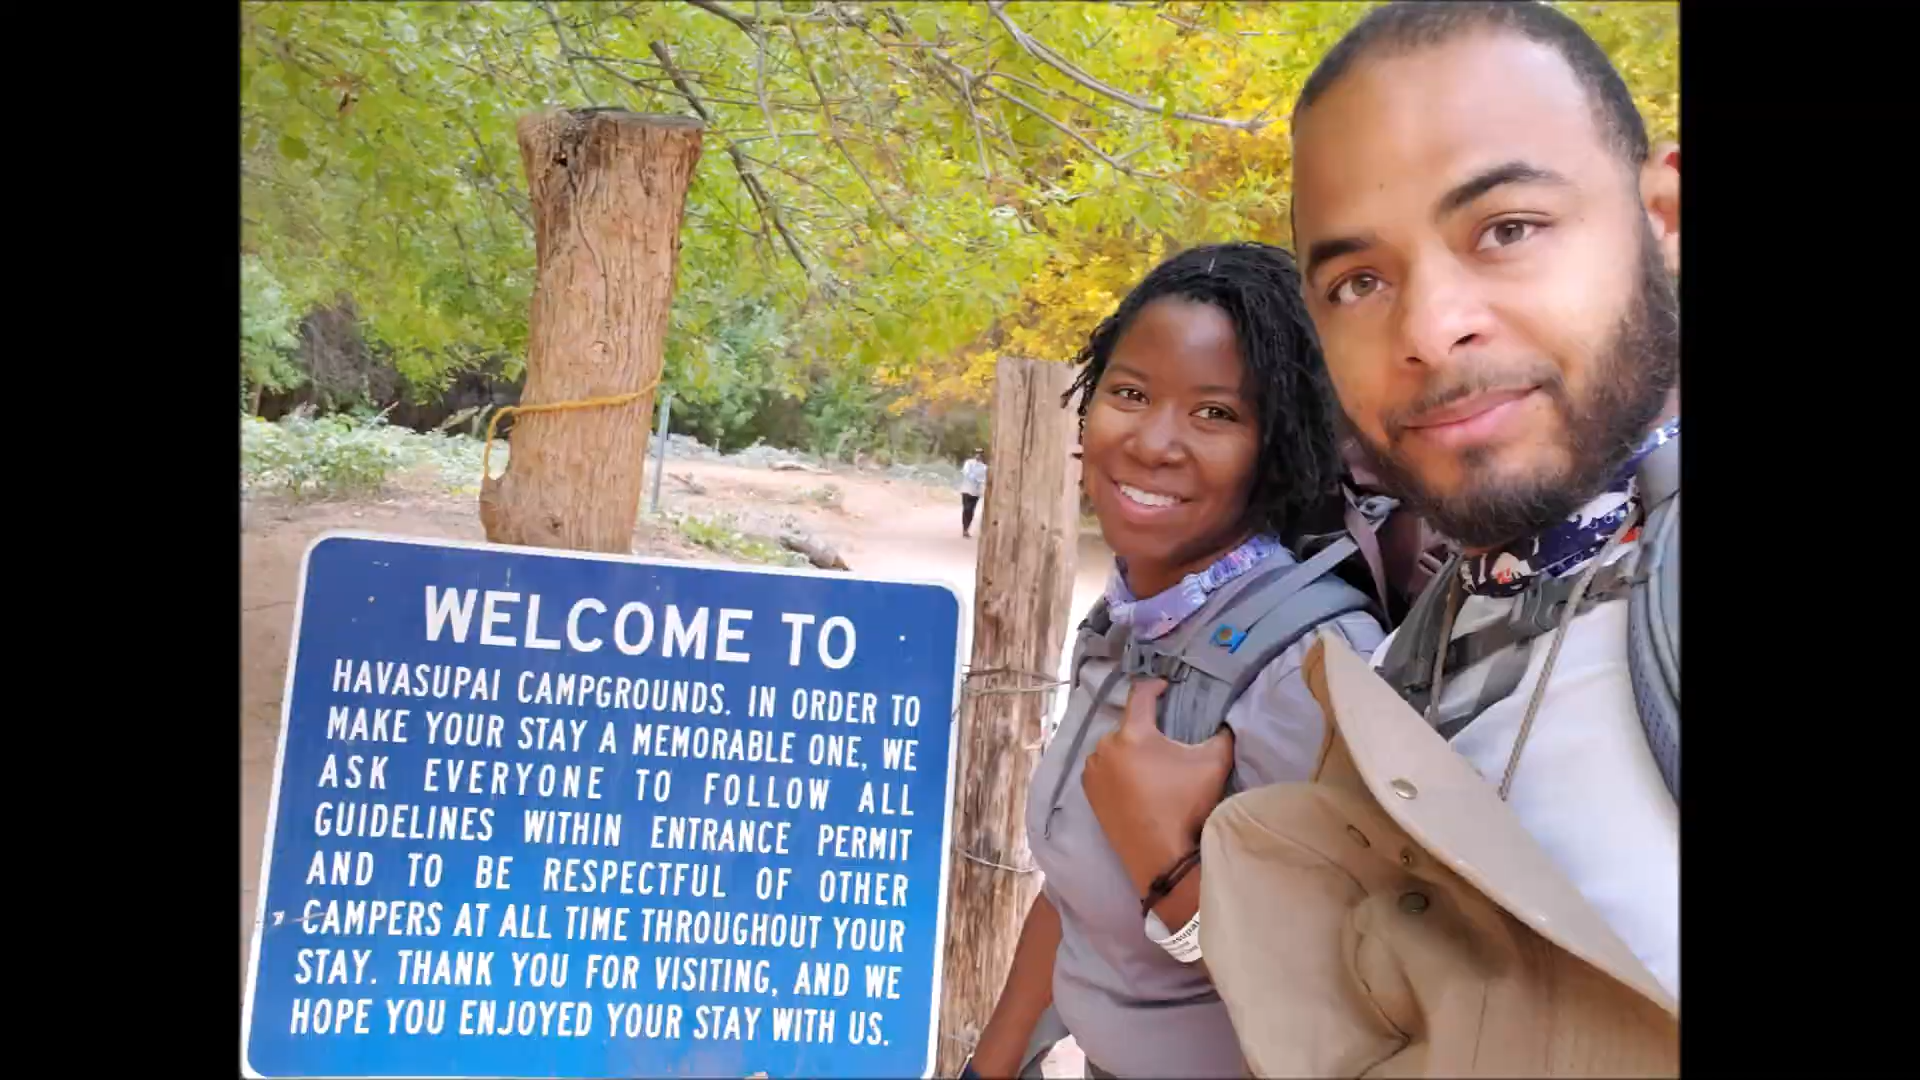 WELCOME TO
HAVASUPAI CAMPGROUNDS. IN ORDER TO
MAKE YOUR STAY A MEMORABLE ONE, WE
ASK EVERYONE TO FOLLOW ALL
GUIDELINES WITHIN ENTRANCE PERMIT
AND TO BE RESPECTFUL OF OTHER
CAMPERS AT ALL TIME THROUGHOUT YOUR
STAY. THANK YOU FOR VISITING, AND WE
HOPE YOU ENJOYED YOUR STAY WITH US.